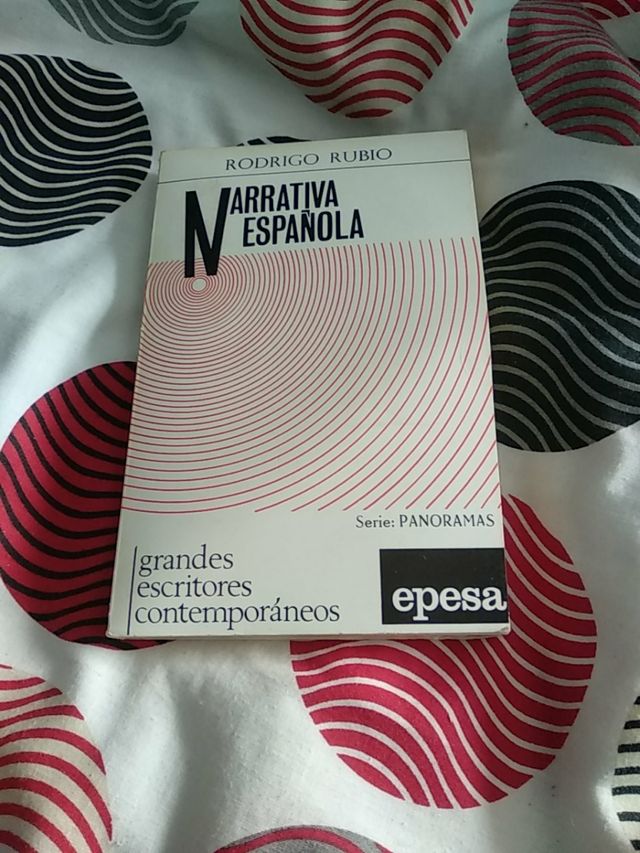 RODRIGO RUBIO
NARRATIVA
ESPAÑOLA
Serie: PANORAMAS
grandes
escritores
contemporáneos
epesa